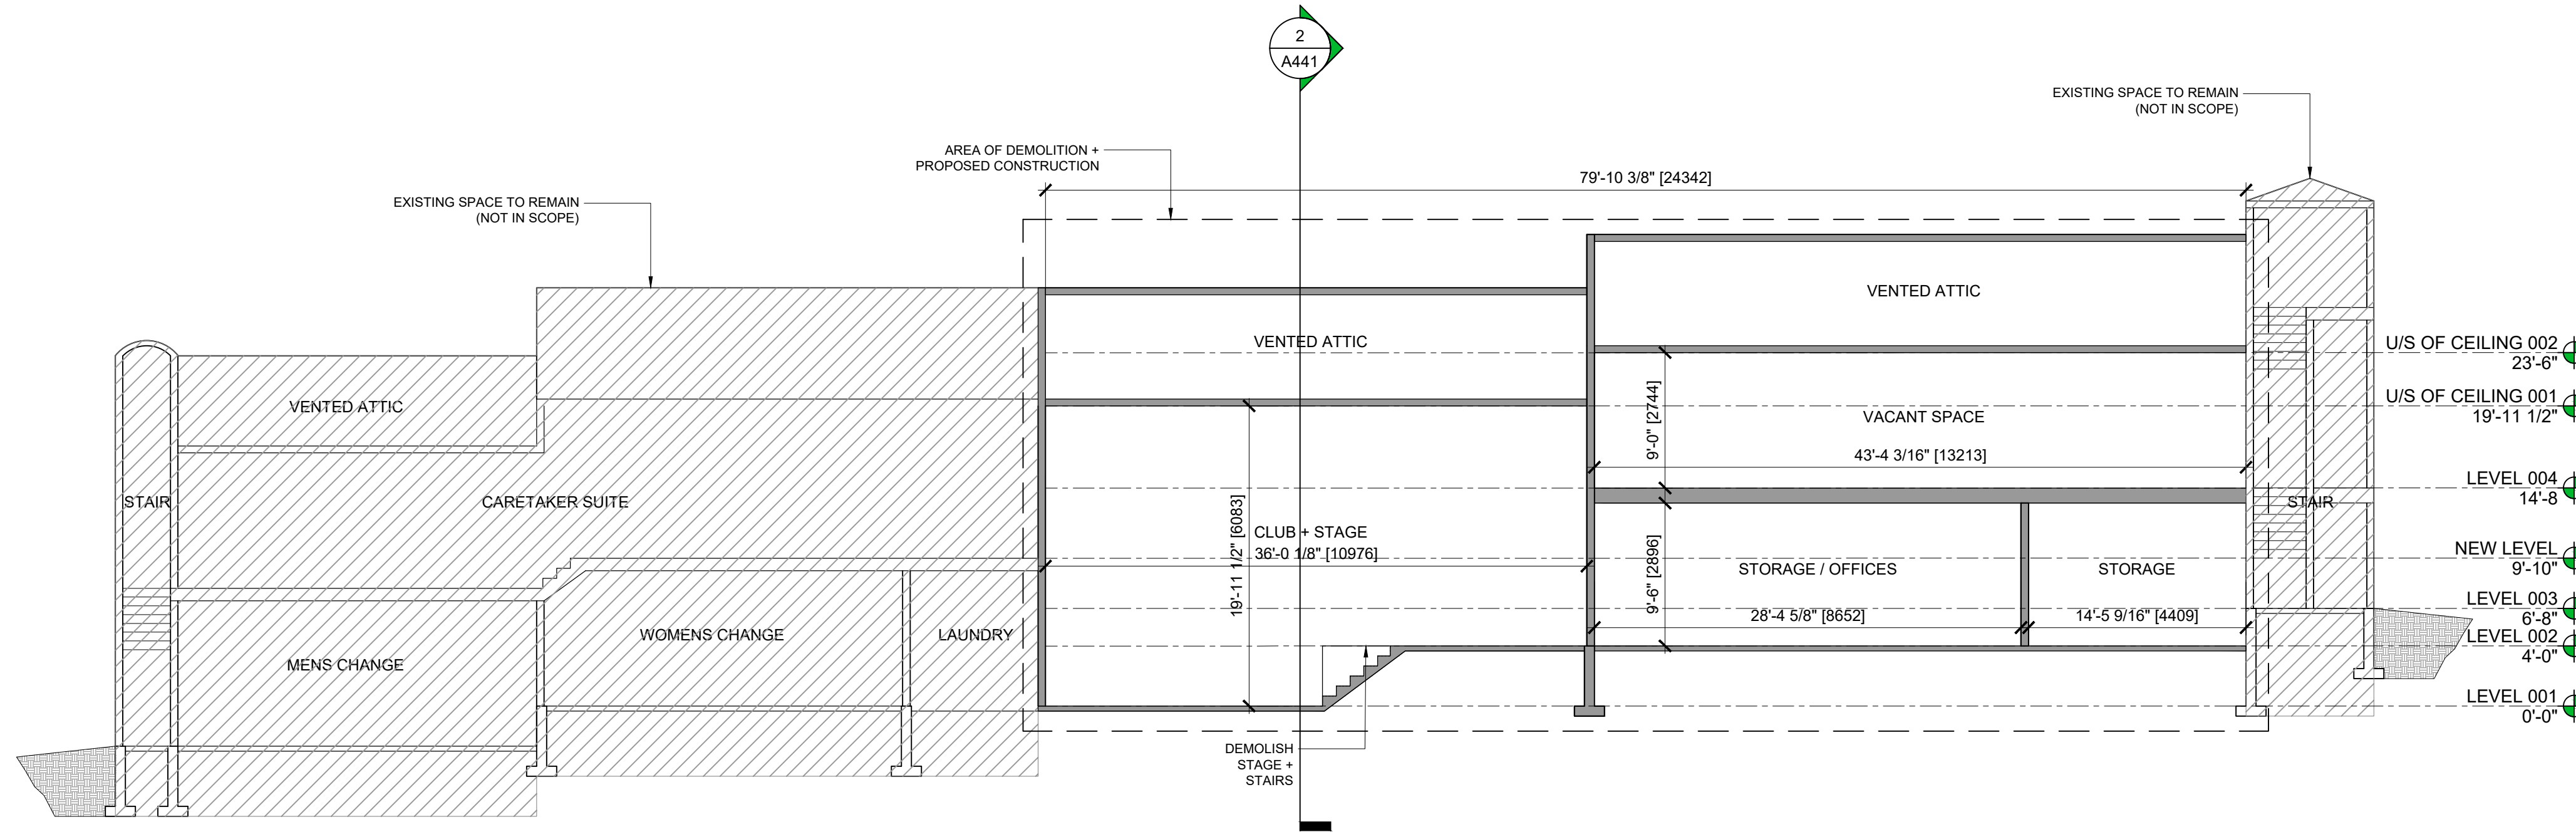 2
A441
EXISTING SPACE TO REMAIN
(NOT IN SCOPE)
AREA OF DEMOLITION +
PROPOSED CONSTRUCTION
79'-10 3/8" [24342]
EXISTING SPACE TO REMAIN
(NOT IN SCOPE)
VENTED ATTIC
VENTED ATTIC
U/S OF CEILING 002
23'-6"
U/S OF CEILING 001
19'-11 1/2"
VENTED ATTIC
9'-0" [2744]
VACANT SPACE
43'-4 3/16" [13213]
LEVEL 004
14'-8
STAIR
CARETAKER SUITE
STAIR
19'-11 1/2" [6083]
CLUB + STAGE
36'-0 1/8" [10976]
9'-6" [2896]
NEW LEVEL
9'-10"
STORAGE / OFFICES
STORAGE
LEVEL 003
6'-8"
28'-4 5/8" [8652]
14'-5 9/16" [4409]
WOMENS CHANGE
LAUNDRY
LEVEL 002
4'-0"
MENS CHANGE
LEVEL 001
0'-0"
DEMOLISH
STAGE +
STAIRS